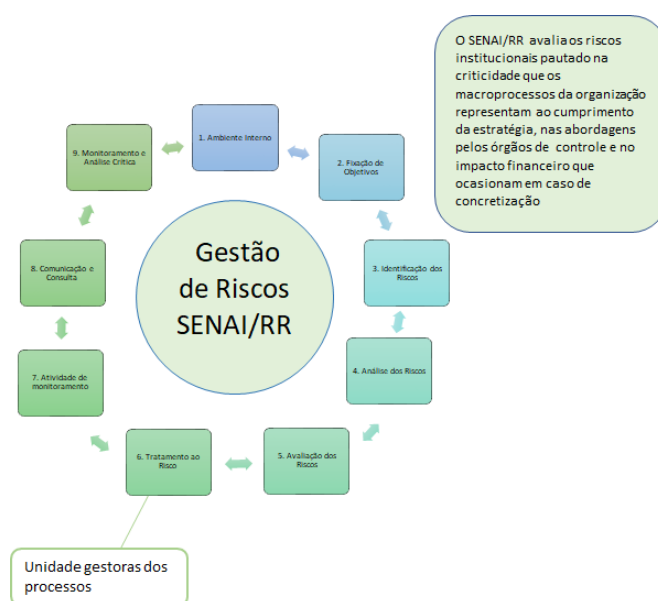 O SENAI/RR avalia os riscos
institucionais pautado na
criticidade que os
macroprocessos da organização
representam ao cumprimento
da estratégia, nas abordagens
pelos órgãos de controle e no
impacto financeiro que
ocasionam em caso de
concretização
1. Ambiente Interno
2. Fixação de
Objetivos
3. Identificação dos
Riscos
4. Análise dos Riscos
5. Avaliação dos
Riscos
6. Tratamento ao
Risco
7. Atividade de
monitoramento
8. Comunicação e
Consulta
9. Monitoramento e
Análise Crítica
Gestão
de Riscos
SENAI/RR
Unidade gestoras dos
processos